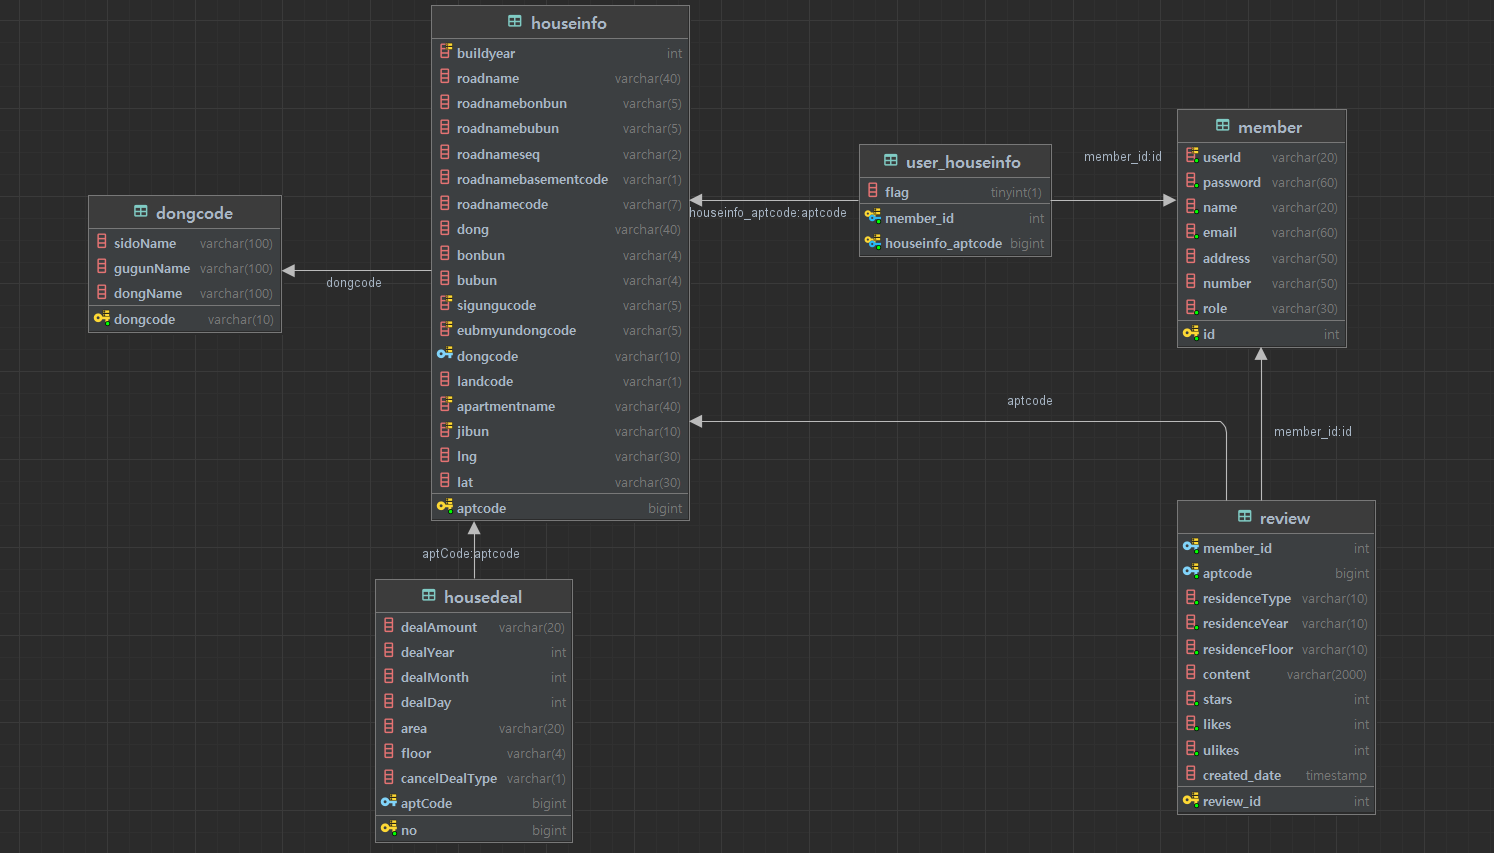 houseinfo
buildyear int
roadname varchar(40)
roadnamebonbun varchar(5)
roadnamebubun varchar(5)
roadnameseq varchar(2)
roadnamebasementcode varchar(1)
roadnamecode varchar(7)
dong varchar(40)
bonbun varchar(4)
bubun varchar(4)
sigungucode varchar(5)
eubmyundongcode varchar(5)
dongcode varchar(10)
landcode varchar(1)
apartmentname varchar(40)
jibun varchar(10)
lng varchar(30)
lat varchar(30)
aptcode bigint
dongcode
sidoName varchar(100)
gugunName varchar(100)
dongName varchar(100)
dongcode varchar(10)
dongcode
user_houseinfo
flag tinyint(1)
member_id int
houseinfo_aptcode bigint
houseinfo_aptcode:aptcode
member_id:id
member
userId varchar(20)
password varchar(60)
name varchar(20)
email varchar(60)
address varchar(50)
number varchar(50)
role varchar(30)
id int
aptcode
member_id:id
aptCode:aptcode
housedeal
dealAmount varchar(20)
dealYear int
dealMonth int
dealDay int
area varchar(20)
floor varchar(4)
cancelDealType varchar(1)
aptCode bigint
no bigint
review
member_id int
aptcode bigint
residenceType varchar(10)
residenceYear varchar(10)
residenceFloor varchar(10)
content varchar(2000)
stars int
likes int
ulikes int
created_date timestamp
review_id int